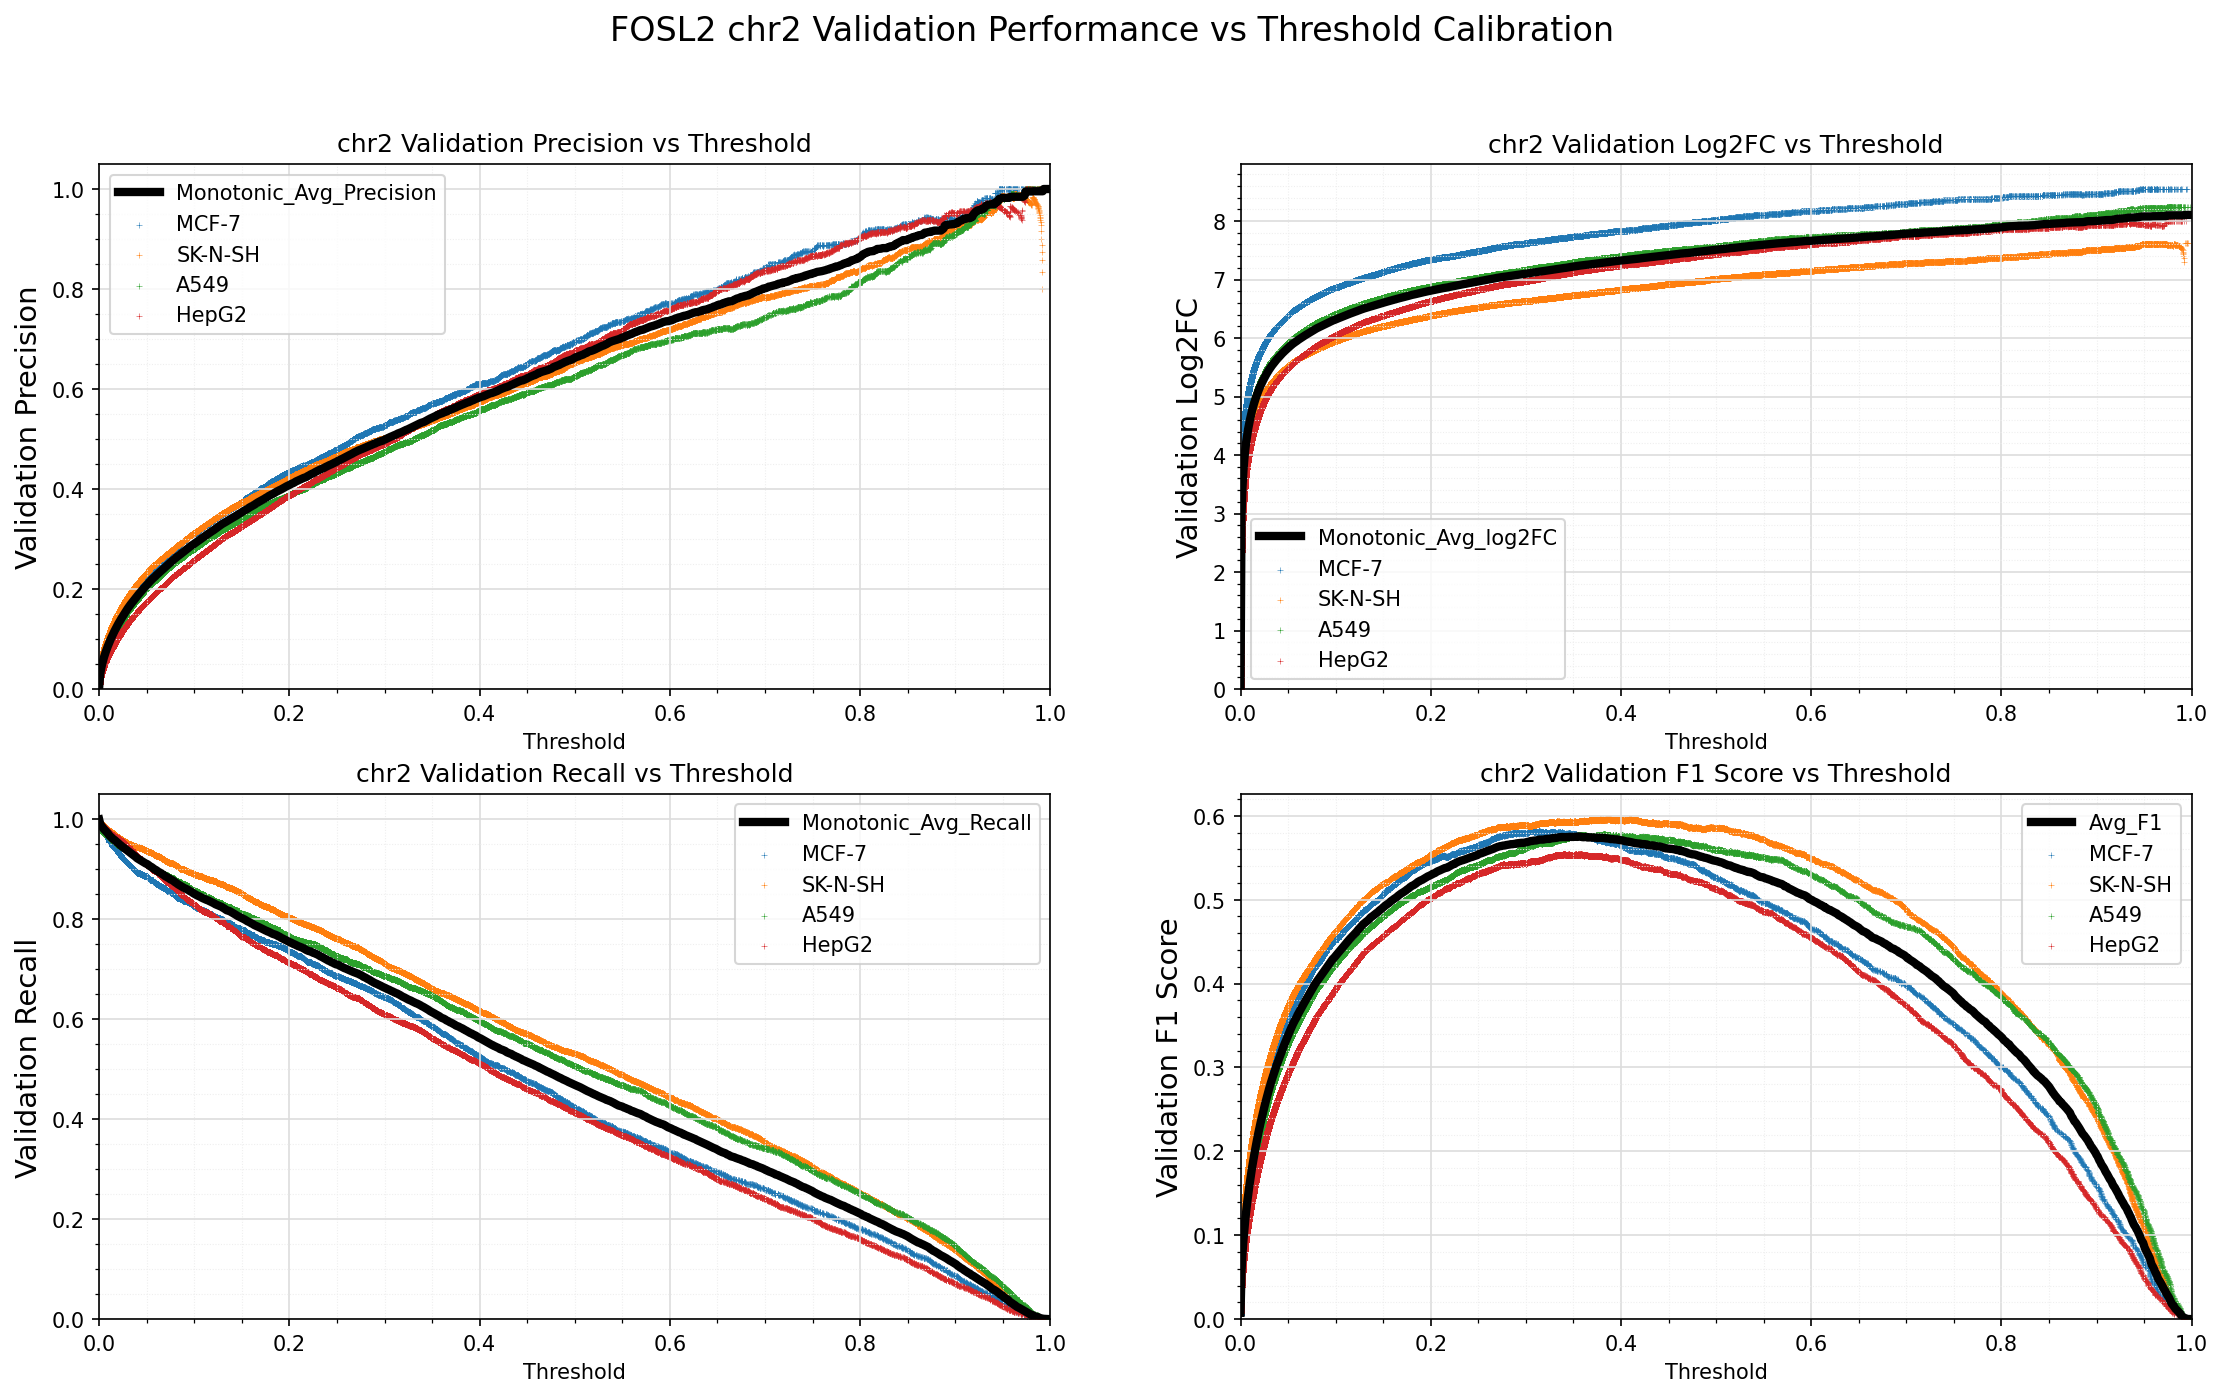 FOSL2 chr2 Validation Performance vs Threshold Calibration
chr2 Validation Precision vs Threshold
Validation Precision
1.0
0.8
0.6
0.4
0.2
0.0
Monotonic_Avg_Precision
MCF-7
SK-N-SH
A549
HepG2
0.0 0.2 0.4 0.6 0.8 1.0
Threshold
chr2 Validation Log2FC vs Threshold
Validation Log2FC
8
7
6
5
4
3
2
1
0
Monotonic_Avg_log2FC
MCF-7
SK-N-SH
A549
HepG2
0.0 0.2 0.4 0.6 0.8 1.0
Threshold
chr2 Validation Recall vs Threshold
Validation Recall
1.0
0.8
0.6
0.4
0.2
0.0
Monotonic_Avg_Recall
MCF-7
SK-N-SH
A549
HepG2
0.0 0.2 0.4 0.6 0.8 1.0
Threshold
chr2 Validation F1 Score vs Threshold
Validation F1 Score
0.6
0.5
0.4
0.3
0.2
0.1
0.0
Avg_F1
MCF-7
SK-N-SH
A549
HepG2
0.0 0.2 0.4 0.6 0.8 1.0
Threshold